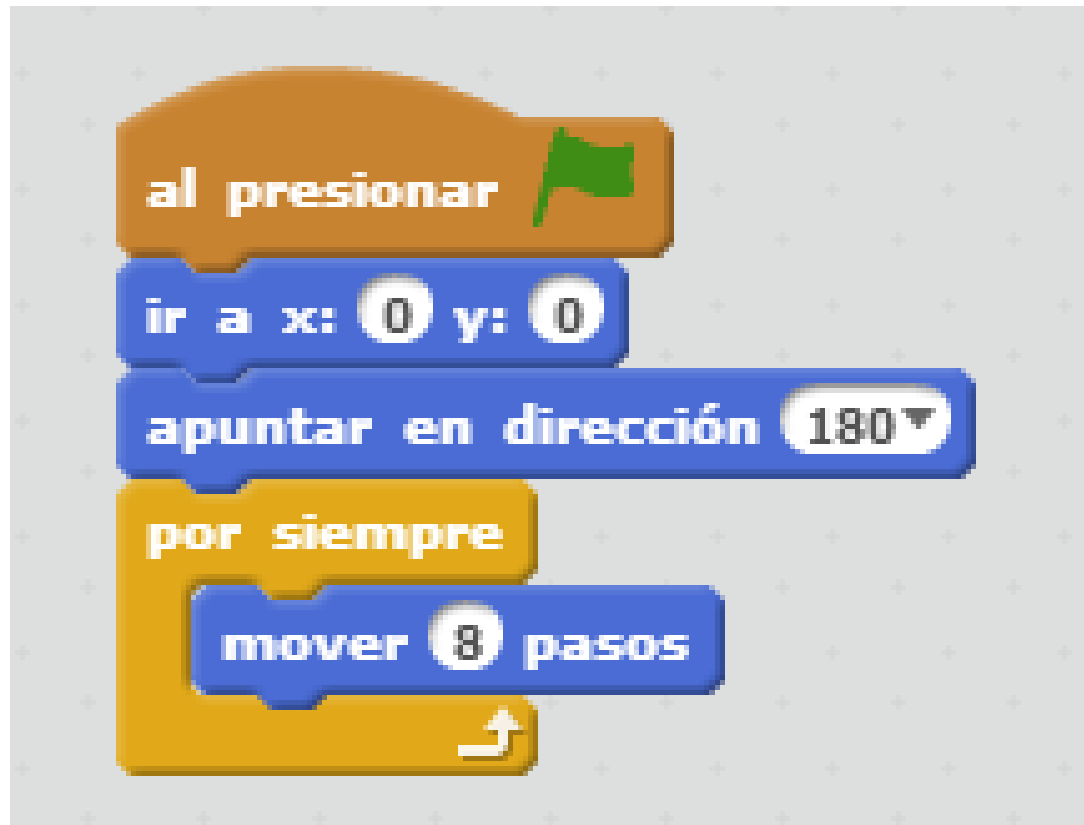 al presionar
ir a x: 0 y: 0
apuntar en dirección 180
por siempre
mover 8 pasos